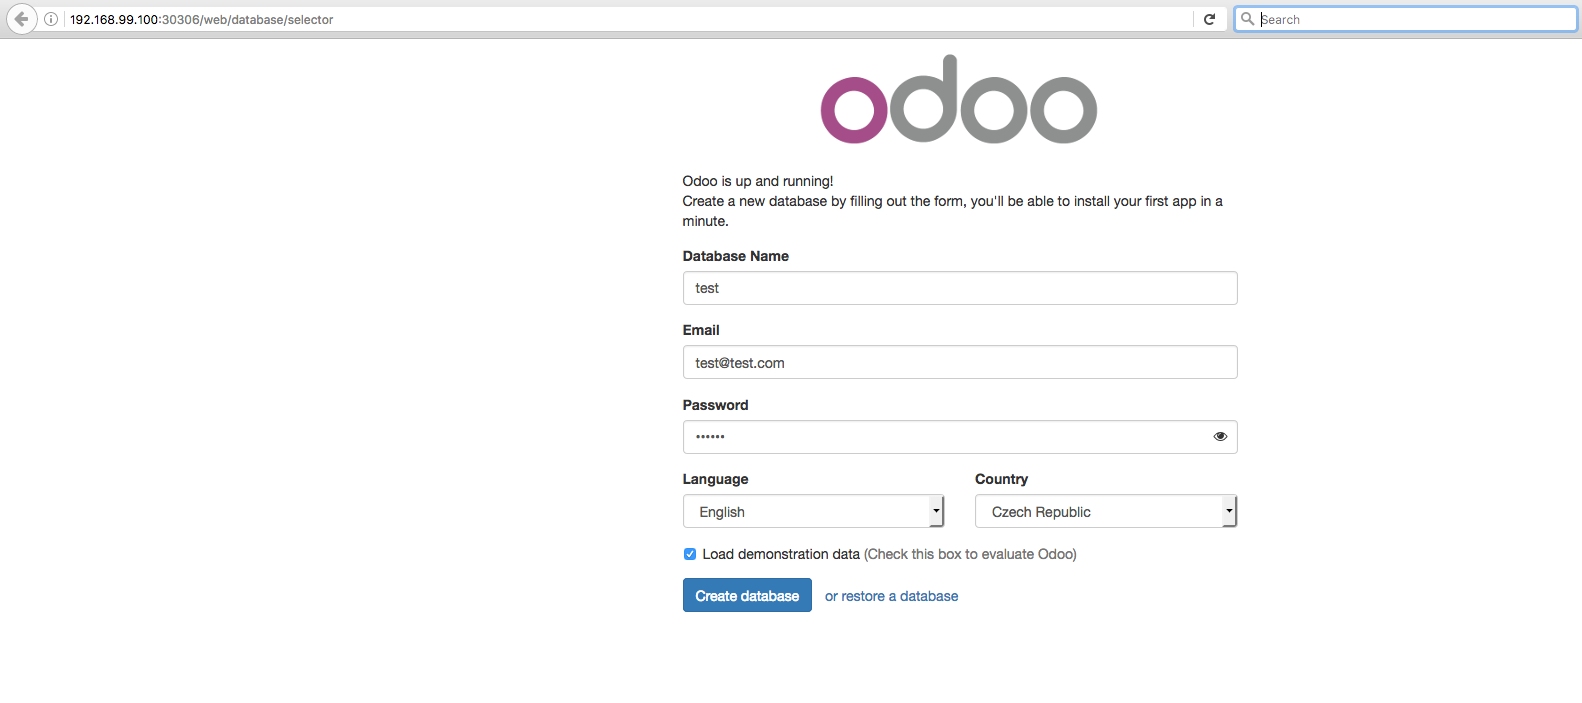 192.168.99.100:30306/web/database/selector
Search
odoo
Odoo is up and running!
Create a new database by filling out the form, you'll be able to install your first app in a
minute.
Database Name
test
Email
test@test.com
Password
••••••
Language
Country
English
Czech Republic
Load demonstration data (Check this box to evaluate Odoo)
Create database
or restore a database